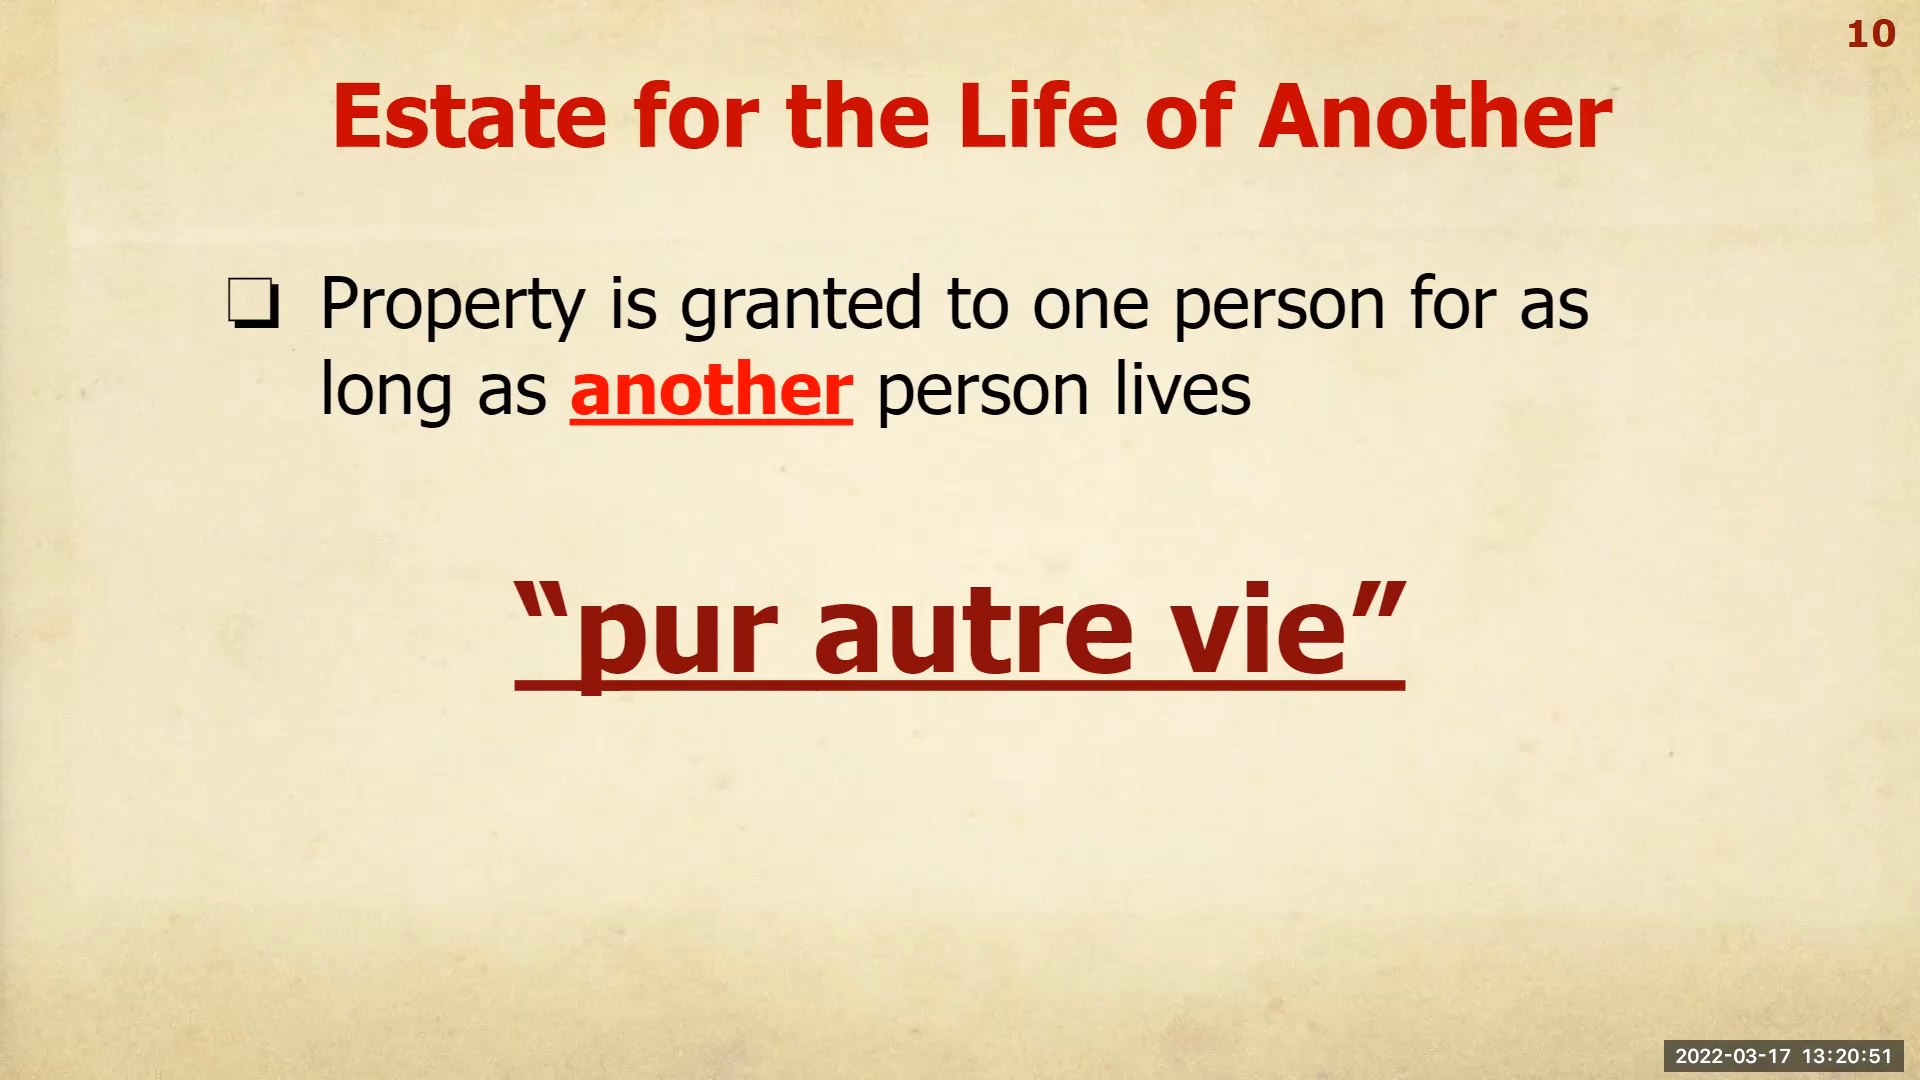 10
Estate for the Life of Another
❏ Property is granted to one person for as
long as another person lives
“pur autre vie”
2022-03-17 13:20:51